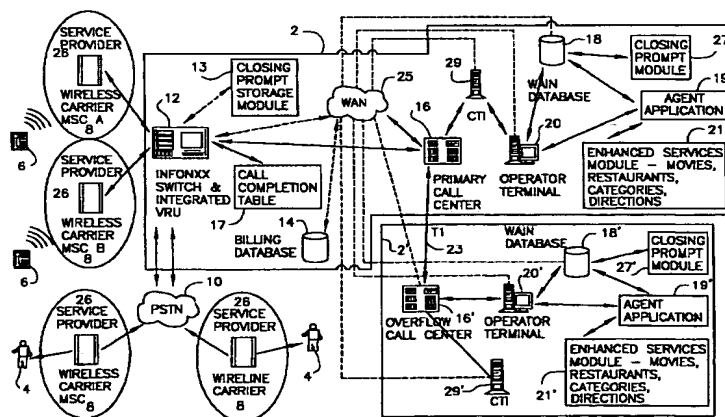 SERVICE
PROVIDER
26
WIRELESS
CARRIER
MSC A
8
6
SERVICE
PROVIDER
26
WIRELESS
CARRIER
MSC B
8
6
2
13
CLOSING
PROMPT
STORAGE
MODULE
12
INFONXX
SWITCH &
INTEGRATED
VRU
CALL
COMPLETION
TABLE
17
BILLING
DATABASE
14
WAN
25
29
CTI
16
PRIMARY
CALL
CENTER
20
OPERATOR
TERMINAL
18
WAIN
DATABASE
CLOSING
PROMPT
MODULE
27
19
AGENT
APPLICATION
21
ENHANCED SERVICES
MODULE - MOVIES,
RESTAURANTS,
CATEGORIES,
DIRECTIONS
T1
23
PSTN
10
26
SERVICE
PROVIDER
WIRELESS
CARRIER
MSC
8
4
26
SERVICE
PROVIDER
WIRELINE
CARRIER
8
4
2'
WAIN
DATABASE
18'
CLOSING
PROMPT
MODULE
27'
20'
OPERATOR
TERMINAL
OVERFLOW
CALL
CENTER
16'
19'
AGENT
APPLICATION
ENHANCED SERVICES
MODULE - MOVIES,
RESTAURANTS,
CATEGORIES,
DIRECTIONS
21'
29'
CTI